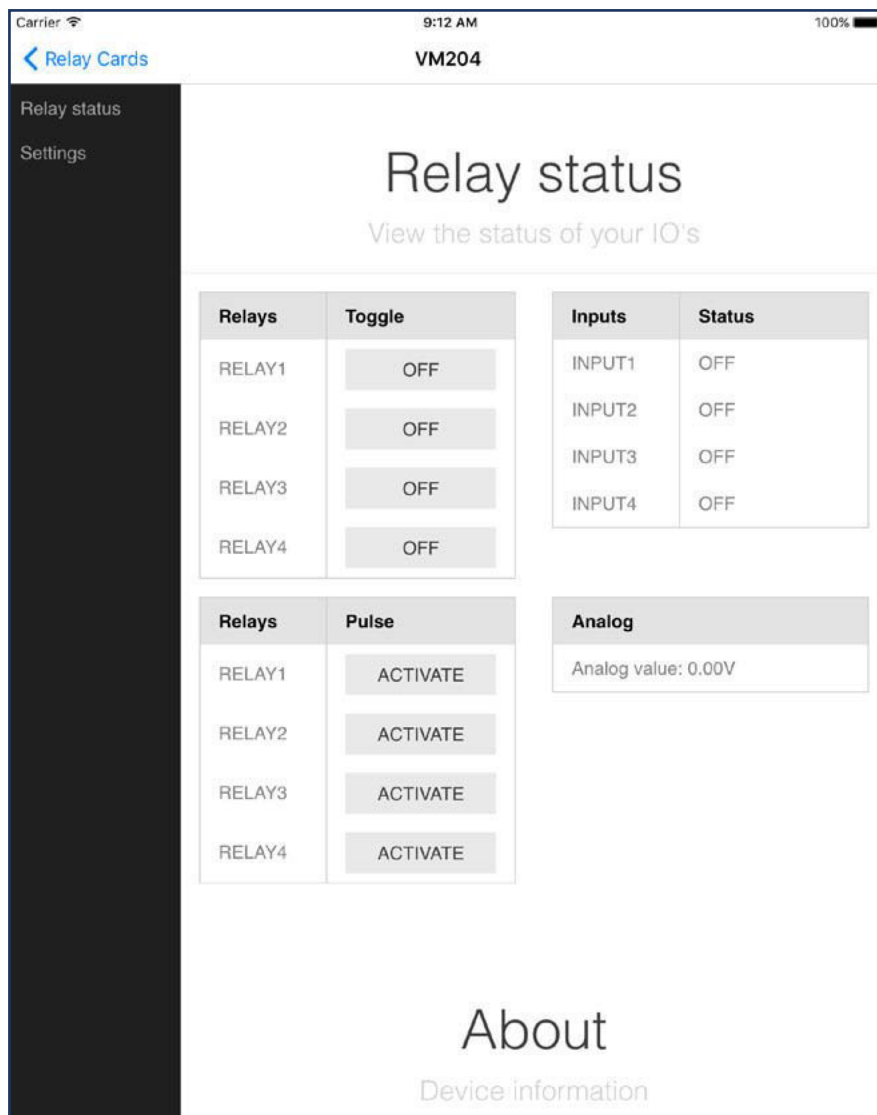 Carrier 9:12 AM 100%
Relay Cards VM204
Relay status
Settings
Relay status
View the status of your IO's
Relays Toggle
RELAY1 OFF
RELAY2 OFF
RELAY3 OFF
RELAY4 OFF
Inputs Status
INPUT1 OFF
INPUT2 OFF
INPUT3 OFF
INPUT4 OFF
Relays Pulse
RELAY1 ACTIVATE
RELAY2 ACTIVATE
RELAY3 ACTIVATE
RELAY4 ACTIVATE
Analog
Analog value: 0.00V
About
Device information